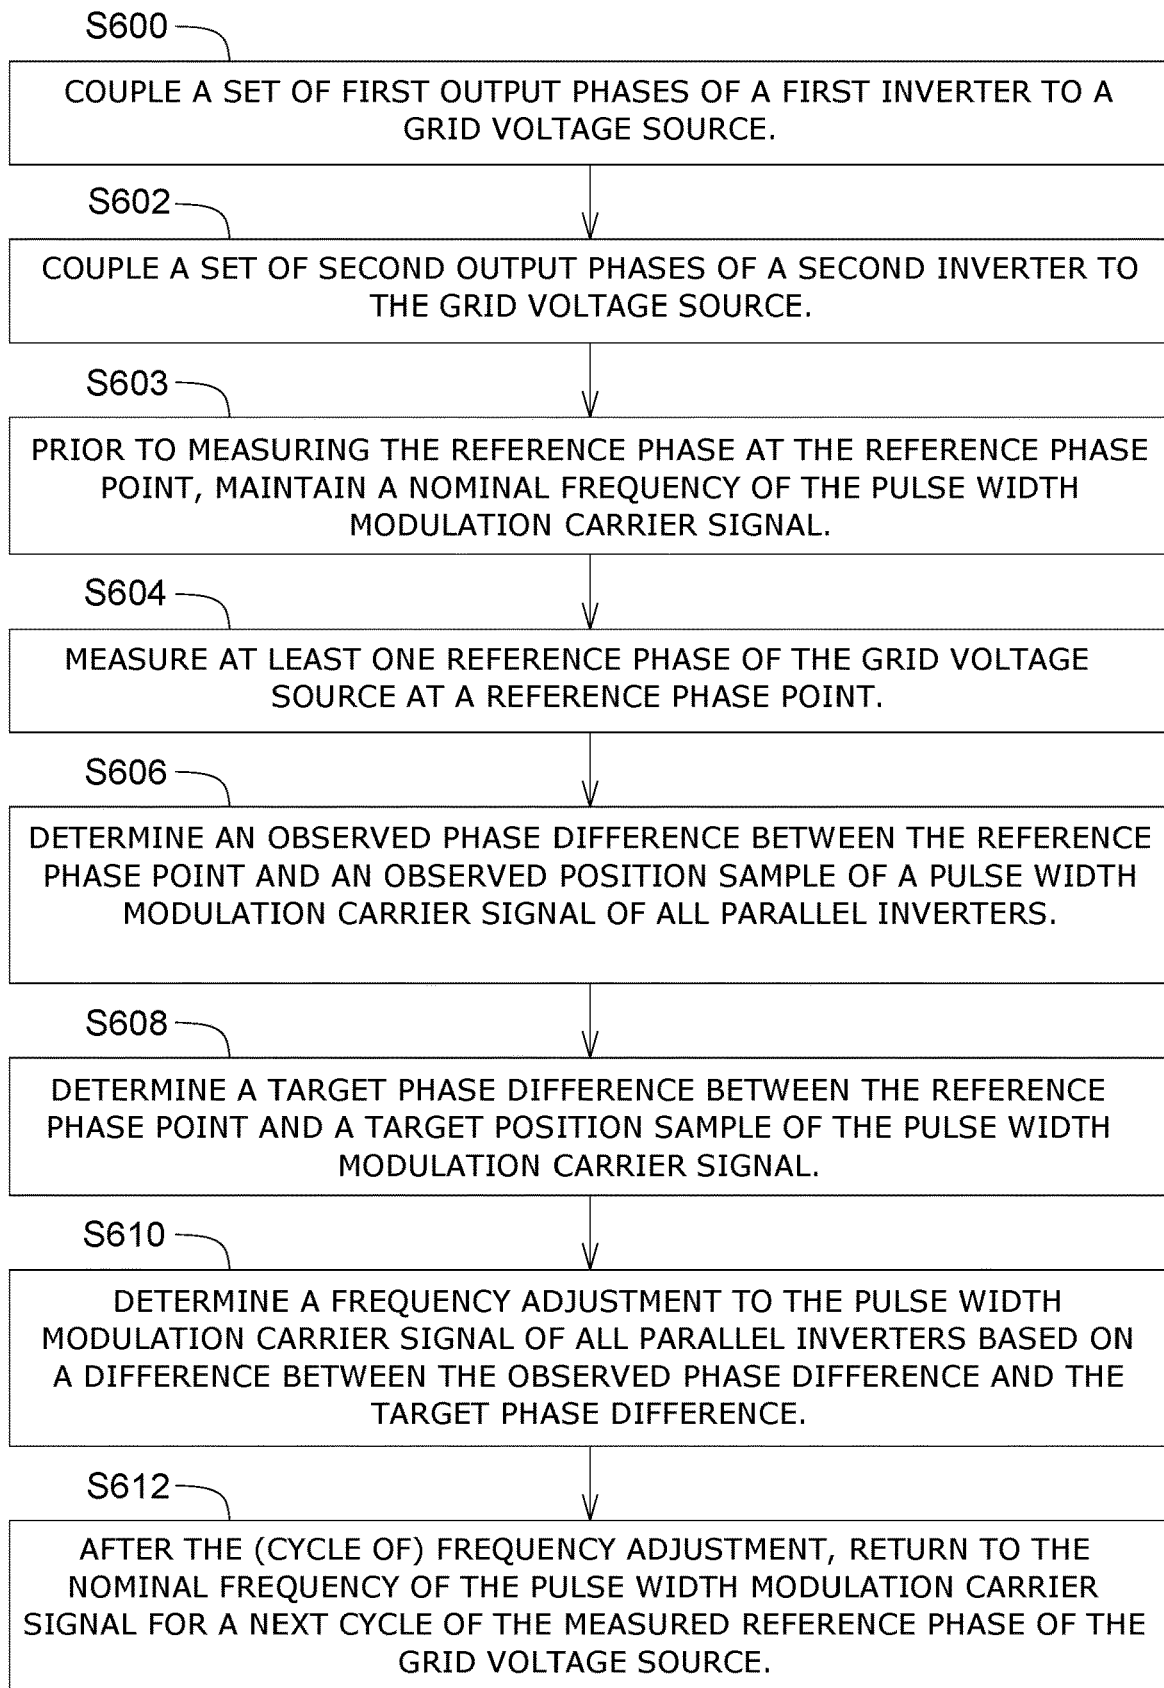 S600
COUPLE A SET OF FIRST OUTPUT PHASES OF A FIRST INVERTER TO A
GRID VOLTAGE SOURCE.
S602
COUPLE A SET OF SECOND OUTPUT PHASES OF A SECOND INVERTER TO
THE GRID VOLTAGE SOURCE.
S603
PRIOR TO MEASURING THE REFERENCE PHASE AT THE REFERENCE PHASE
POINT, MAINTAIN A NOMINAL FREQUENCY OF THE PULSE WIDTH
MODULATION CARRIER SIGNAL.
S604
MEASURE AT LEAST ONE REFERENCE PHASE OF THE GRID VOLTAGE
SOURCE AT A REFERENCE PHASE POINT.
S606
DETERMINE AN OBSERVED PHASE DIFFERENCE BETWEEN THE REFERENCE
PHASE POINT AND AN OBSERVED POSITION SAMPLE OF A PULSE WIDTH
MODULATION CARRIER SIGNAL OF ALL PARALLEL INVERTERS.
S608
DETERMINE A TARGET PHASE DIFFERENCE BETWEEN THE REFERENCE
PHASE POINT AND A TARGET POSITION SAMPLE OF THE PULSE WIDTH
MODULATION CARRIER SIGNAL.
S610
DETERMINE A FREQUENCY ADJUSTMENT TO THE PULSE WIDTH
MODULATION CARRIER SIGNAL OF ALL PARALLEL INVERTERS BASED ON
A DIFFERENCE BETWEEN THE OBSERVED PHASE DIFFERENCE AND THE
TARGET PHASE DIFFERENCE.
S612
AFTER THE (CYCLE OF) FREQUENCY ADJUSTMENT, RETURN TO THE
NOMINAL FREQUENCY OF THE PULSE WIDTH MODULATION CARRIER
SIGNAL FOR A NEXT CYCLE OF THE MEASURED REFERENCE PHASE OF THE
GRID VOLTAGE SOURCE.